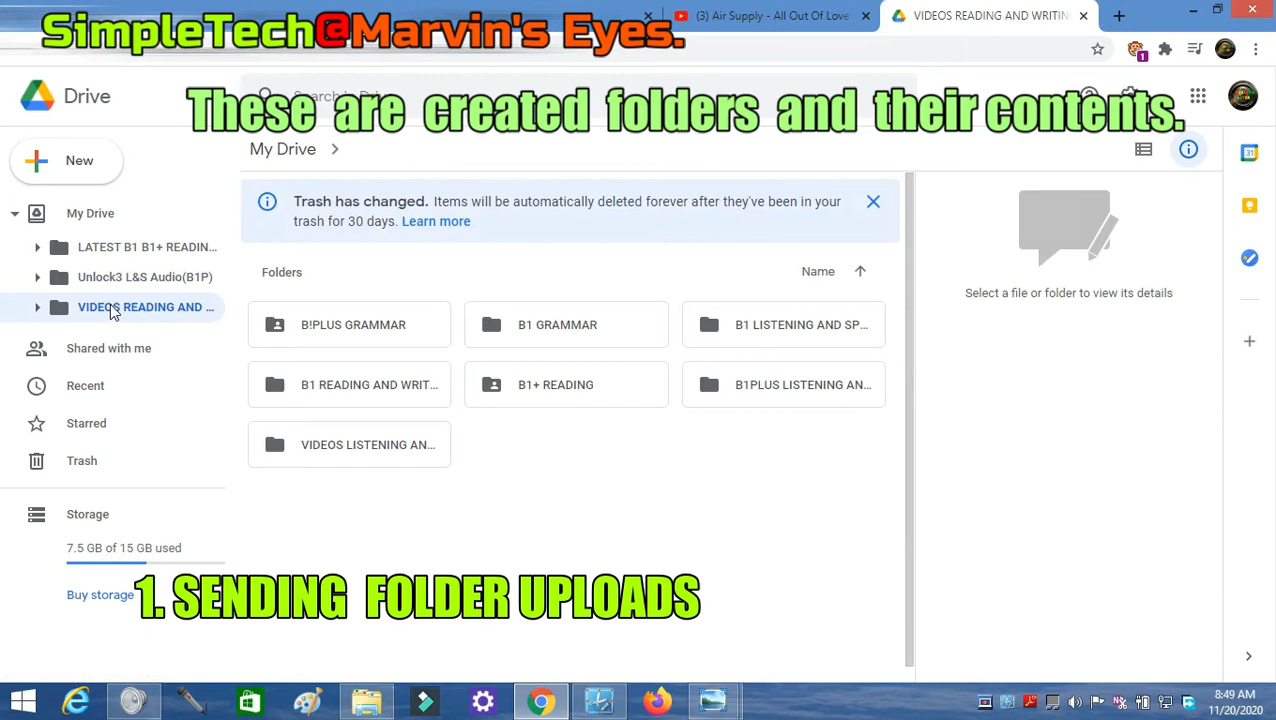 (3) Air Supply - All Out Of Love
VIDEOS READING AND WRITIN
SimpleTech@Marvin's Eyes.
1
Drive
Search in Drive
These are created folders and their contents.
New
My Drive
31
My Drive
Trash has changed. Items will be automatically deleted forever after they've been in your
trash for 30 days. Learn more
LATEST B1 B1+ READIN...
Unlock3 L&S Audio(B1P)
VIDEOS READING AND ...
Folders
Name
Select a file or folder to view its details
B!PLUS GRAMMAR
B1 GRAMMAR
B1 LISTENING AND SP...
Shared with me
B1 READING AND WRIT...
B1+ READING
B1PLUS LISTENING AN...
Recent
Starred
VIDEOS LISTENING AN...
Trash
Storage
7.5 GB of 15 GB used
Buy storage
1. SENDING FOLDER UPLOADS
8:49 AM
11/20/2020